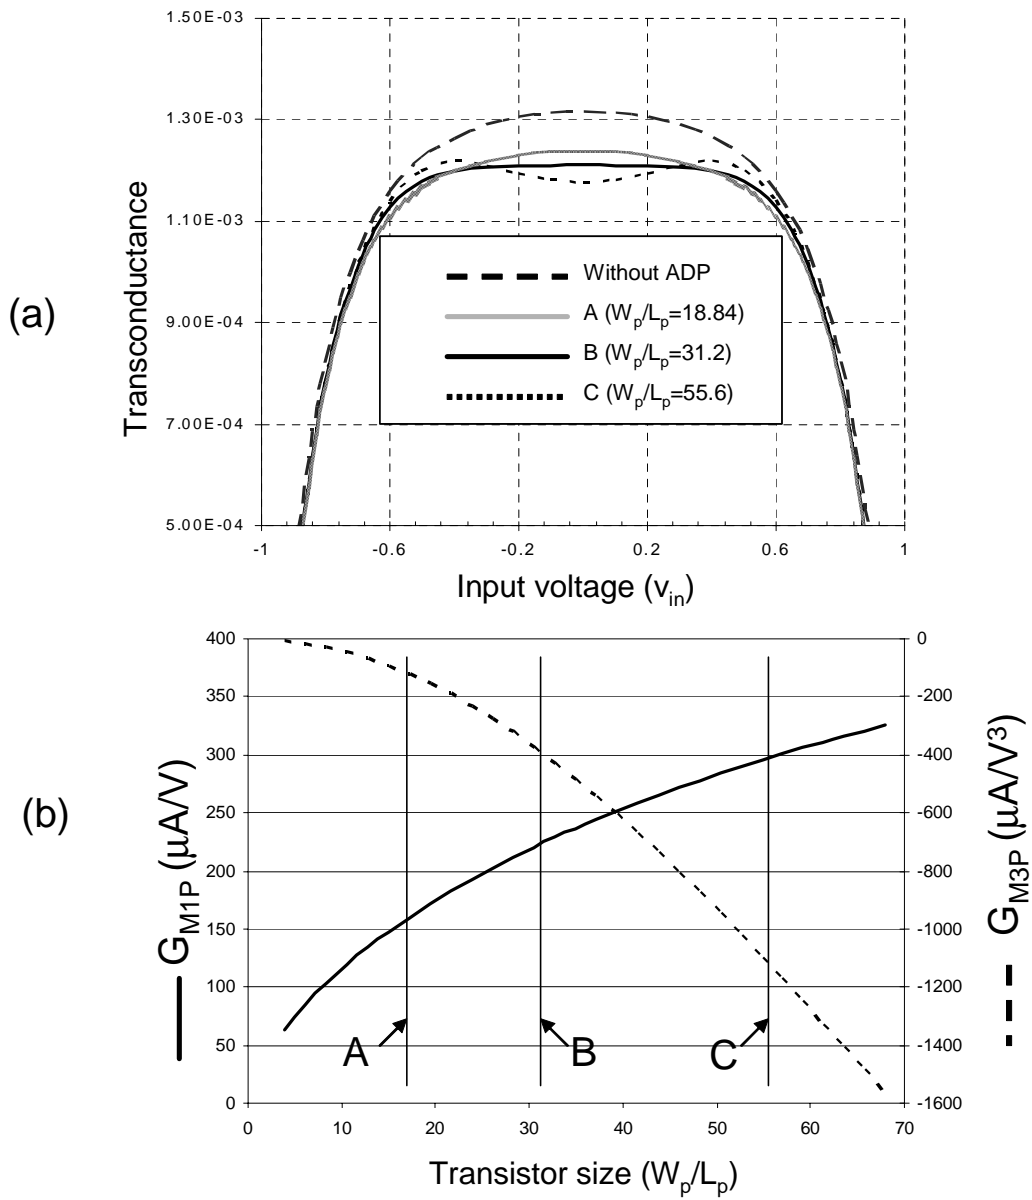 (a)
Transconductance
1.50E-03
1.30E-03
1.10E-03
9.00E-04
7.00E-04
5.00E-04
Without ADP
A (Wp/Lp=18.84)
B (Wp/Lp=31.2)
C (Wp/Lp=55.6)
-1 -0.6 -0.2 0.2 0.6 1
Input voltage (vin)
(b)
GM1P (µA/V)
400
350
300
250
200
150
100
50
0
A B C
0
-200
-400
-600
-800
-1000
-1200
-1400
-1600
GM3P (µA/V³)
0 10 20 30 40 50 60 70
Transistor size (Wp/Lp)